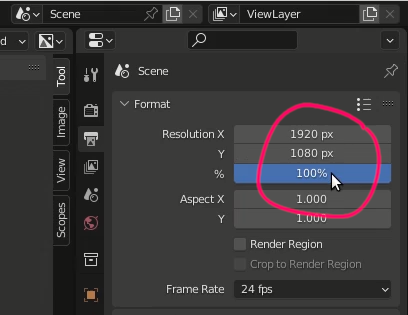 Scene
ViewLayer
d
Tool
Image
View
Scopes
Scene
Format
Resolution X 1920 px
Y 1080 px
% 100%
Aspect X 1.000
Y 1.000
Render Region
Crop to Render Region
Frame Rate 24 fps